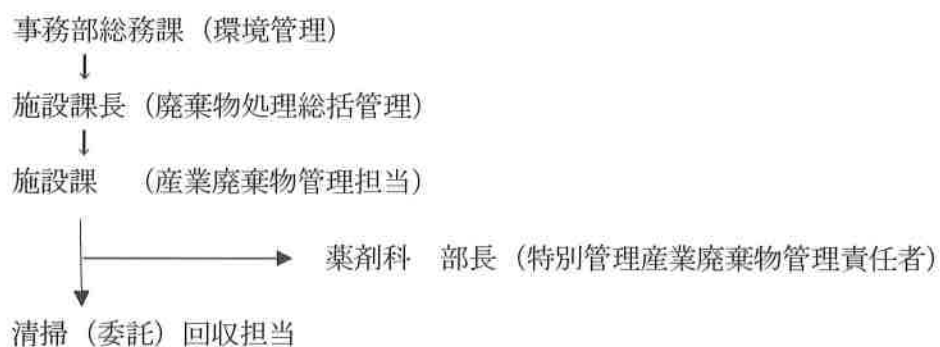 事務部総務課（環境管理）
↓
施設課長（廃棄物処理総括管理）
↓
施設課　（産業廃棄物管理担当）
薬剤科　部長（特別管理産業廃棄物管理責任者）
清掃（委託）回収担当